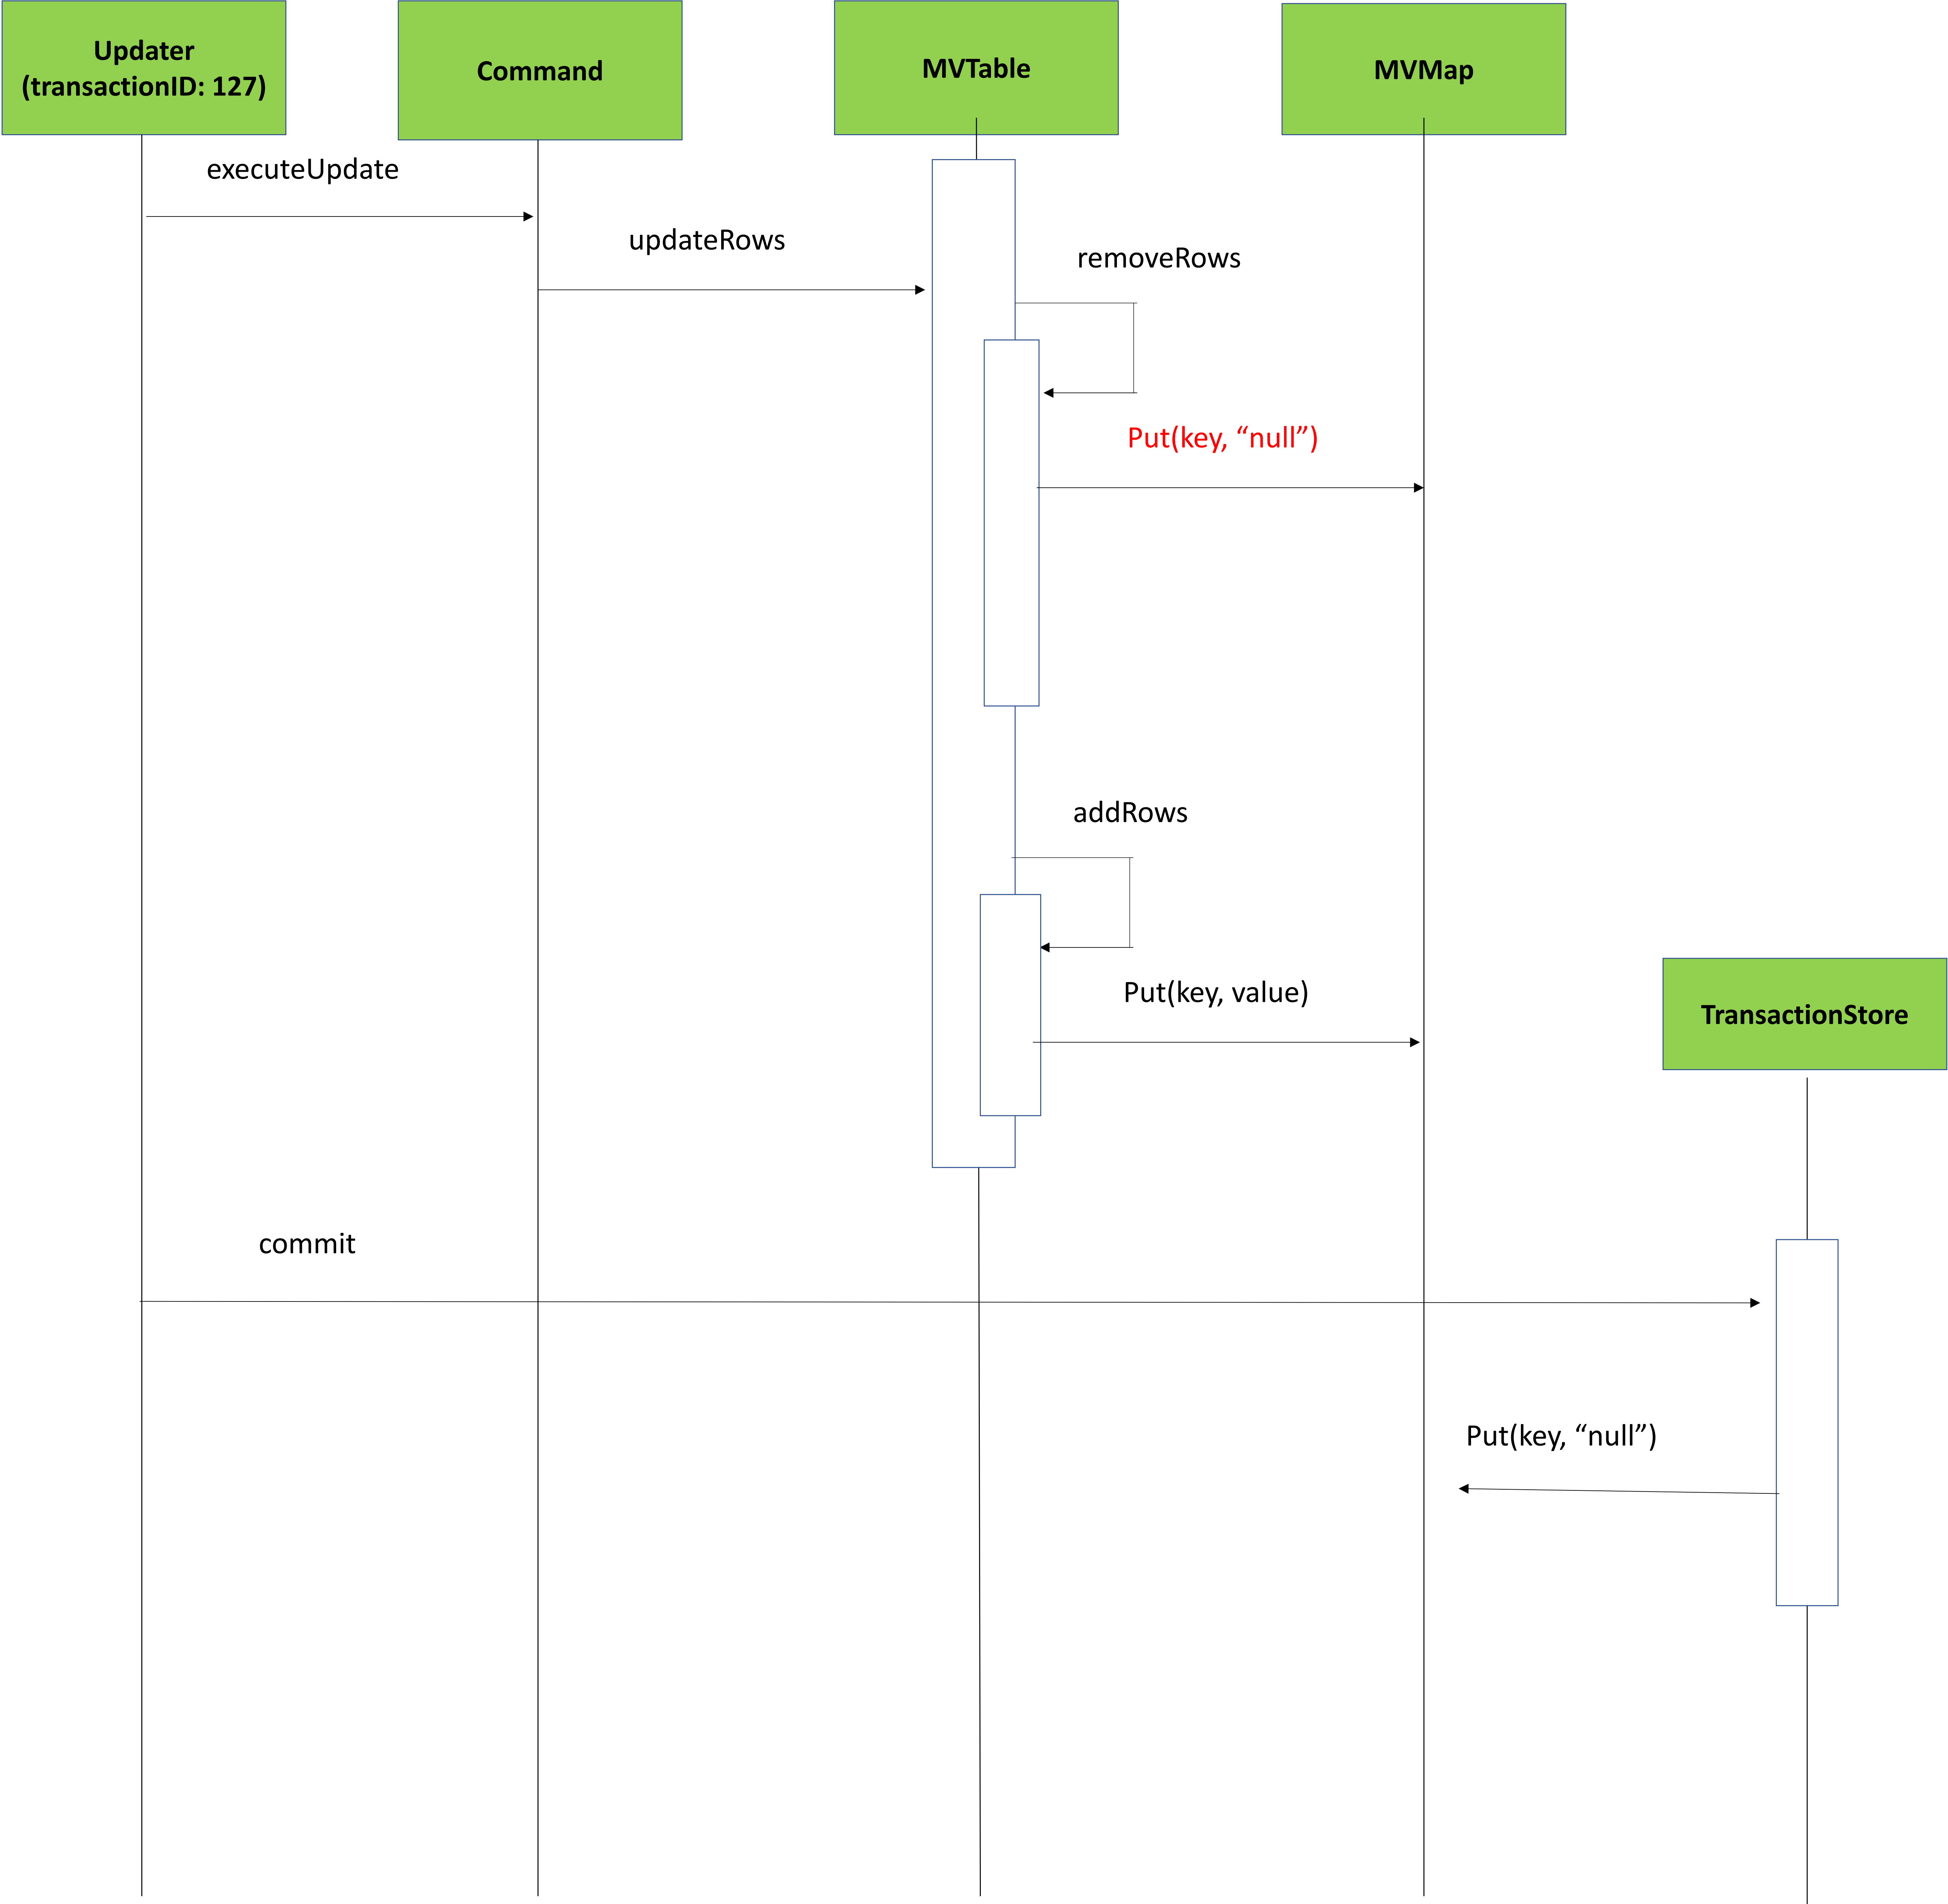 Updater
(transactionID: 127)
Command
MVTable
MVMap
executeUpdate
updateRows
removeRows
Put(key, “null”)
addRows
Put(key, value)
TransactionStore
commit
Put(key, “null”)